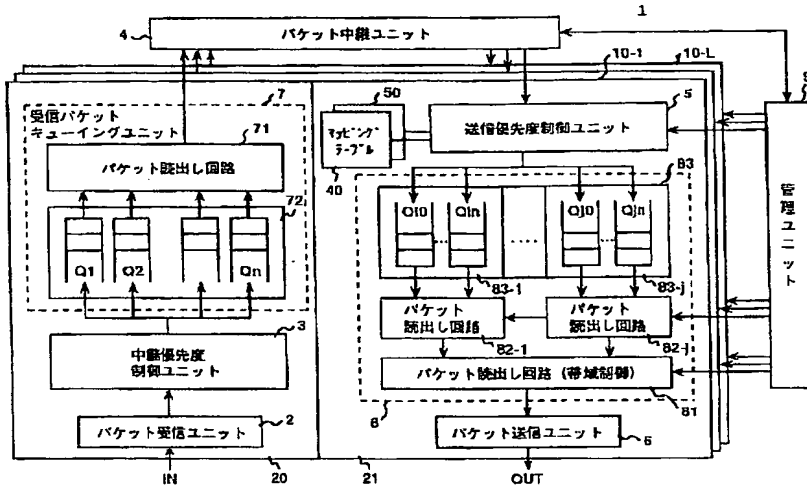 1
4
パケット中継ユニット
10-1
10-L
7
受信パケット
キューイングユニット
71
パケット読出し回路
72
Q1
Q2
Qn
3
中継優先度
制御ユニット
2
パケット受信ユニット
IN
20
50
マッピング
テーブル
40
5
送信優先度制御ユニット
83
Qi0
Qin
Qj0
Qjn
83-1
83-j
パケット
読出し回路
82-1
パケット
読出し回路
82-j
パケット読出し回路(帯域制御)
81
8
パケット送信ユニット
6
21
OUT
9
管理ユニット